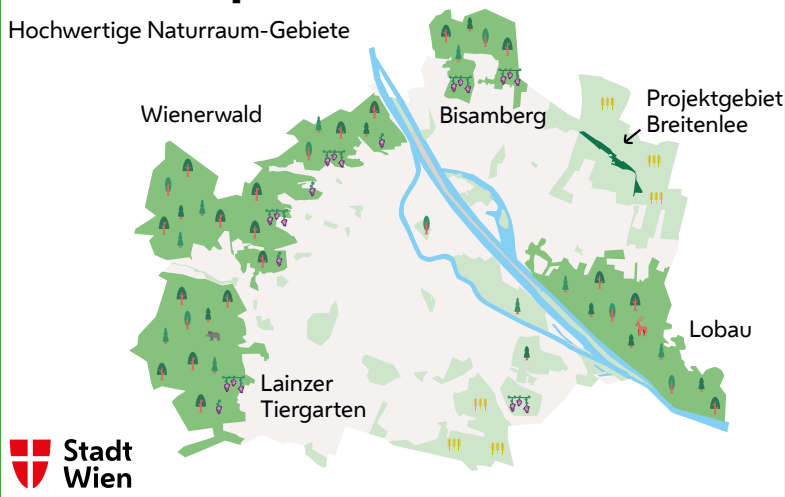 Hochwertige Naturraum-Gebiete
Wienerwald
Bisamberg
Projektgebiet
Breitenlee
Lobau
Lainzer
Tiergarten
Stadt
Wien